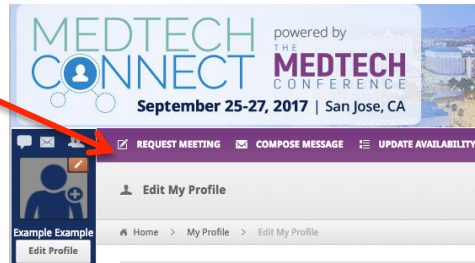 MEDTECH
CONNECT
powered by
THE
MEDTECH
CONFERENCE
September 25-27, 2017 | San Jose, CA
REQUEST MEETING COMPOSE MESSAGE UPDATE AVAILABILITY
Edit My Profile
Example Example
Home > My Profile > Edit My Profile
Edit Profile